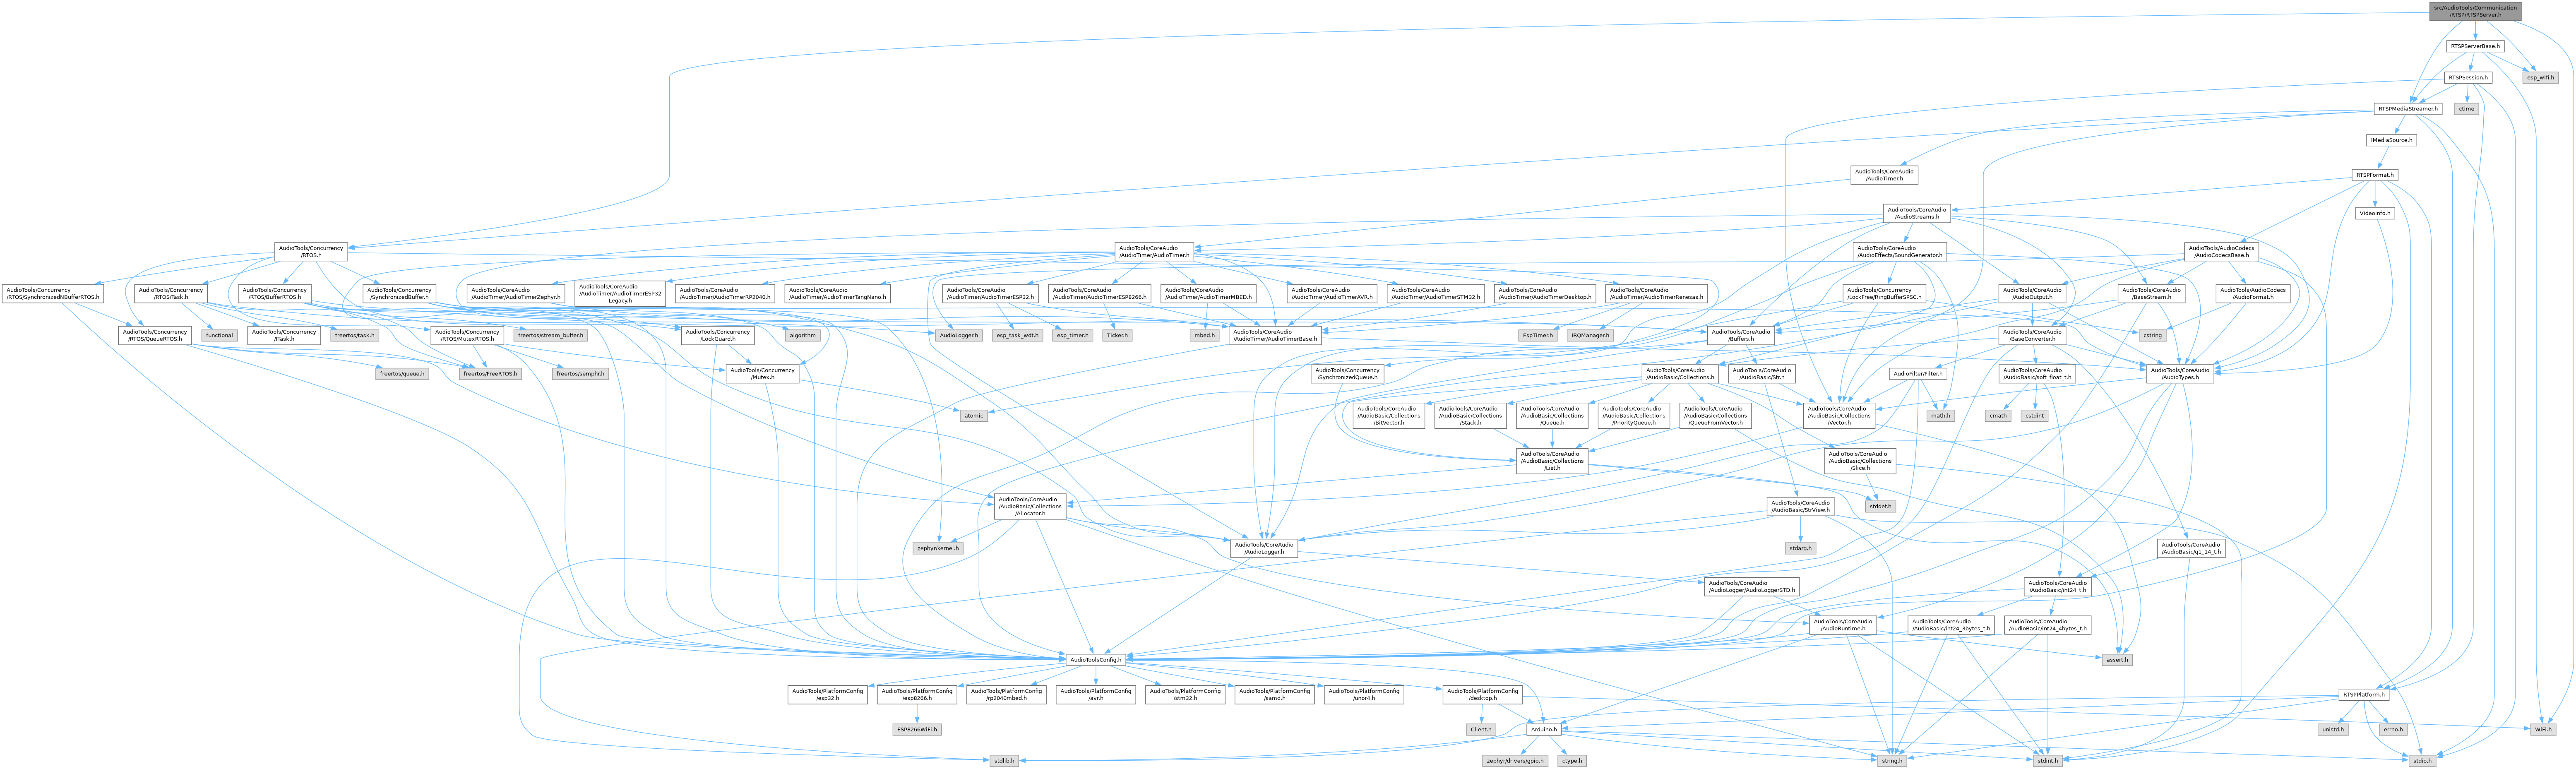 src/AudioTools/Communication
/RTSP/RTSPServer.h
RTSPServerBase.h
RTSPSession.h
esp_wifi.h
ctime
RTSPMediaStreamer.h
IMediaSource.h
AudioTools/CoreAudio
/AudioTimer.h
RTSPFormat.h
AudioTools/CoreAudio
/AudioStreams.h
VideoInfo.h
AudioTools/Concurrency
/RTOS.h
AudioTools/CoreAudio
/AudioTimer/AudioTimer.h
AudioTools/CoreAudio
/AudioEffects/SoundGenerator.h
AudioTools/AudioCodecs
/AudioCodecsBase.h
AudioTools/Concurrency
/RTOS/SynchronizedNBufferRTOS.h
AudioTools/Concurrency
/RTOS/Task.h
AudioTools/Concurrency
/RTOS/BufferRTOS.h
AudioTools/Concurrency
/SynchronizedBuffer.h
AudioTools/CoreAudio
/AudioTimer/AudioTimerZephyr.h
AudioTools/CoreAudio
/AudioTimer/AudioTimerESP32
Legacy.h
AudioTools/CoreAudio
/AudioTimer/AudioTimerRP2040.h
AudioTools/CoreAudio
/AudioTimer/AudioTimerTangNano.h
AudioTools/CoreAudio
/AudioTimer/AudioTimerESP32.h
AudioTools/CoreAudio
/AudioTimer/AudioTimerESP8266.h
AudioTools/CoreAudio
/AudioTimer/AudioTimerMBED.h
AudioTools/CoreAudio
/AudioTimer/AudioTimerAVR.h
AudioTools/CoreAudio
/AudioTimer/AudioTimerSTM32.h
AudioTools/CoreAudio
/AudioTimer/AudioTimerDesktop.h
AudioTools/CoreAudio
/AudioTimer/AudioTimerRenesas.h
AudioTools/Concurrency
/LockFree/RingBufferSPSC.h
AudioTools/CoreAudio
/AudioOutput.h
AudioTools/CoreAudio
/BaseStream.h
AudioTools/AudioCodecs
/AudioFormat.h
AudioTools/Concurrency
/RTOS/QueueRTOS.h
functional
AudioTools/Concurrency
/ITask.h
freertos/task.h
AudioTools/Concurrency
/RTOS/MutexRTOS.h
freertos/stream_buffer.h
AudioTools/Concurrency
/LockGuard.h
algorithm
AudioLogger.h
esp_task_wdt.h
esp_timer.h
Ticker.h
mbed.h
AudioTools/CoreAudio
/AudioTimer/AudioTimerBase.h
FspTimer.h
IRQManager.h
AudioTools/CoreAudio
/Buffers.h
AudioTools/CoreAudio
/BaseConverter.h
cstring
freertos/queue.h
freertos/FreeRTOS.h
freertos/semphr.h
AudioTools/Concurrency
/Mutex.h
AudioTools/Concurrency
/SynchronizedQueue.h
AudioTools/CoreAudio
/AudioBasic/Collections.h
AudioTools/CoreAudio
/AudioBasic/Str.h
AudioFilter/Filter.h
AudioTools/CoreAudio
/AudioBasic/soft_float_t.h
AudioTools/CoreAudio
/AudioTypes.h
atomic
AudioTools/CoreAudio
/AudioBasic/Collections
/BitVector.h
AudioTools/CoreAudio
/AudioBasic/Collections
/Stack.h
AudioTools/CoreAudio
/AudioBasic/Collections
/Queue.h
AudioTools/CoreAudio
/AudioBasic/Collections
/PriorityQueue.h
AudioTools/CoreAudio
/AudioBasic/Collections
/QueueFromVector.h
AudioTools/CoreAudio
/AudioBasic/Collections
/Vector.h
math.h
cmath
cstdint
AudioTools/CoreAudio
/AudioBasic/Collections
/List.h
AudioTools/CoreAudio
/AudioBasic/Collections
/Slice.h
AudioTools/CoreAudio
/AudioBasic/Collections
/Allocator.h
stddef.h
AudioTools/CoreAudio
/AudioBasic/StrView.h
zephyr/kernel.h
AudioTools/CoreAudio
/AudioLogger.h
stdarg.h
AudioTools/CoreAudio
/AudioBasic/q1_14_t.h
AudioTools/CoreAudio
/AudioLogger/AudioLoggerSTD.h
AudioTools/CoreAudio
/AudioBasic/int24_t.h
AudioTools/CoreAudio
/AudioRuntime.h
AudioTools/CoreAudio
/AudioBasic/int24_3bytes_t.h
AudioTools/CoreAudio
/AudioBasic/int24_4bytes_t.h
AudioToolsConfig.h
assert.h
AudioTools/PlatformConfig
/esp32.h
AudioTools/PlatformConfig
/esp8266.h
AudioTools/PlatformConfig
/rp2040mbed.h
AudioTools/PlatformConfig
/avr.h
AudioTools/PlatformConfig
/stm32.h
AudioTools/PlatformConfig
/samd.h
AudioTools/PlatformConfig
/unor4.h
AudioTools/PlatformConfig
/desktop.h
RTSPPlatform.h
ESP8266WiFi.h
Client.h
Arduino.h
unistd.h
errno.h
WiFi.h
stdlib.h
zephyr/drivers/gpio.h
ctype.h
string.h
stdint.h
stdio.h